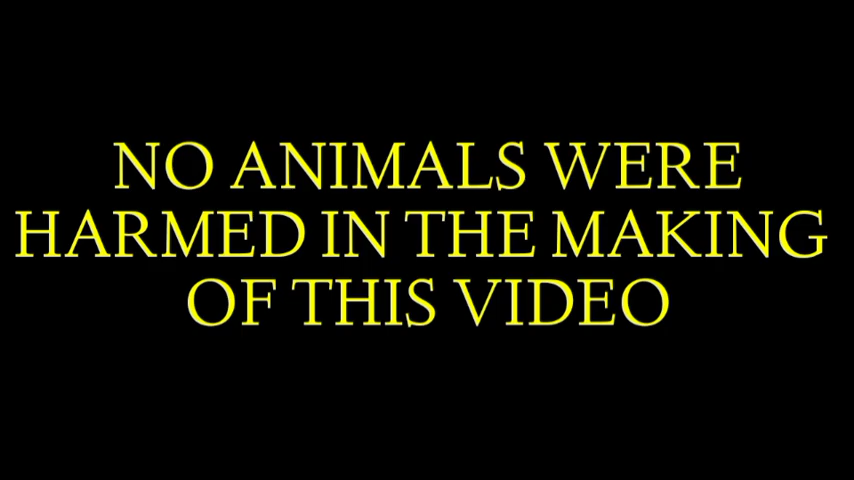 NO ANIMALS WERE
HARMED IN THE MAKING
OF THIS VIDEO